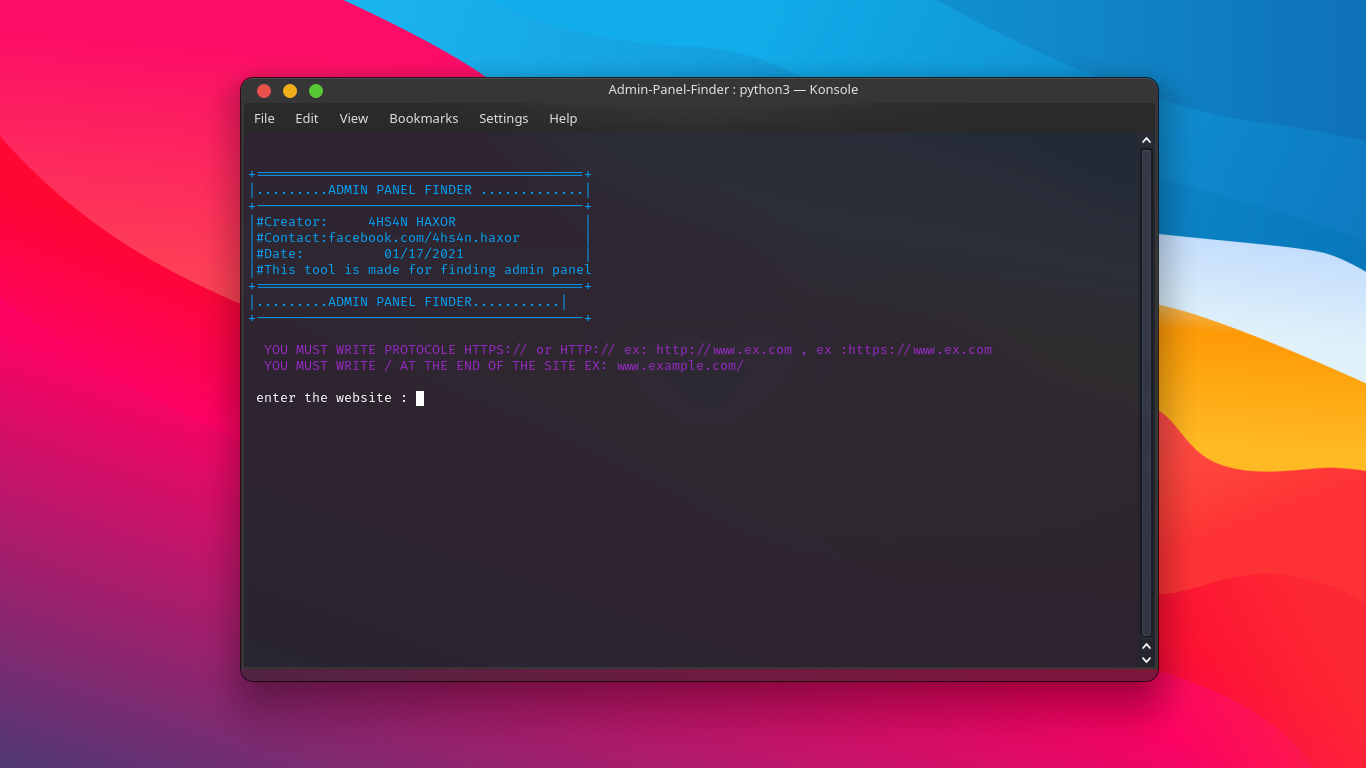 Admin-Panel-Finder : python3 — Konsole
File Edit View Bookmarks Settings Help
+═════════════════════════════════════════+
|.........ADMIN PANEL FINDER .............|
+─────────────────────────────────────────+
|#Creator:     4HS4N HAXOR                |
|#Contact:facebook.com/4hs4n.haxor        |
|#Date:          01/17/2021               |
|#This tool is made for finding admin panel
+═════════════════════════════════════════+
|.........ADMIN PANEL FINDER...........|
+─────────────────────────────────────────+
YOU MUST WRITE PROTOCOLE HTTPS:// or HTTP:// ex: http://www.ex.com , ex :https://www.ex.com
YOU MUST WRITE / AT THE END OF THE SITE EX: www.example.com/
enter the website :